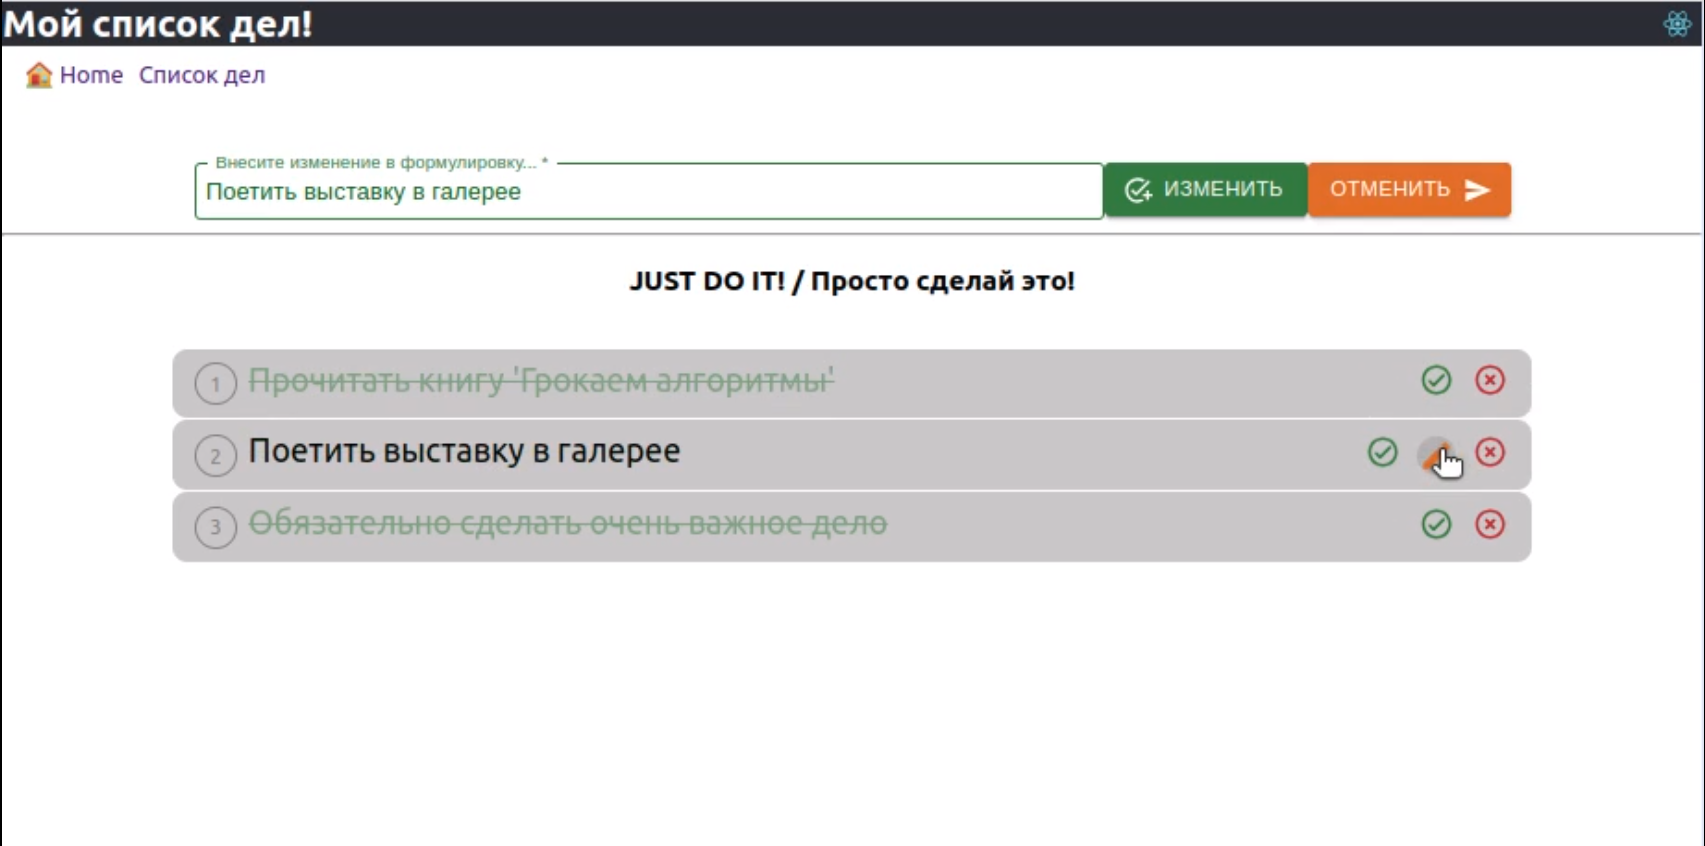 Мой список дел!
Home Список дел
Внесите изменение в формулировку... *
Поетить выставку в галерее
ИЗМЕНИТЬ ОТМЕНИТЬ
JUST DO IT! / Просто сделай это!
1 Прочитать книгу 'Грокаем алгоритмы'
2 Поетить выставку в галерее
3 Обязательно сделать очень важное дело